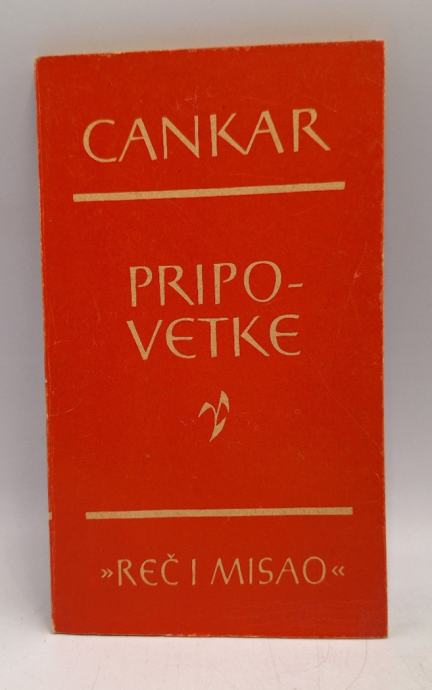 CANKAR
PRIPO-
VETKE
»REČ I MISAO«